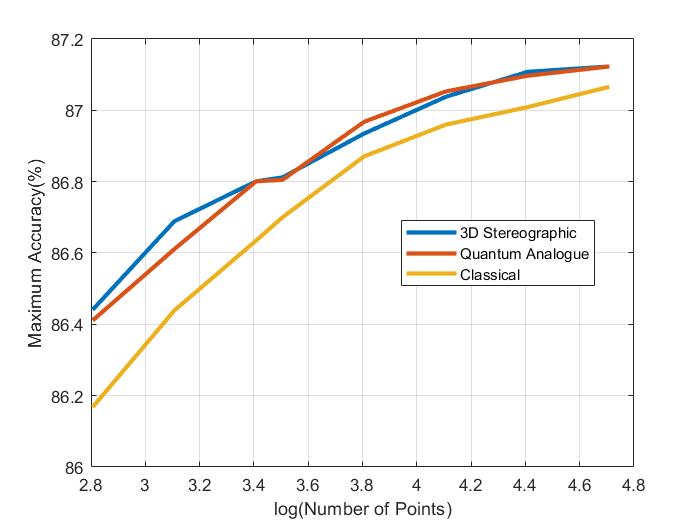 87.2
87
86.8
86.6
86.4
86.2
86
Maximum Accuracy(%)
3D Stereographic
Quantum Analogue
Classical
2.8 3 3.2 3.4 3.6 3.8 4 4.2 4.4 4.6 4.8
log(Number of Points)